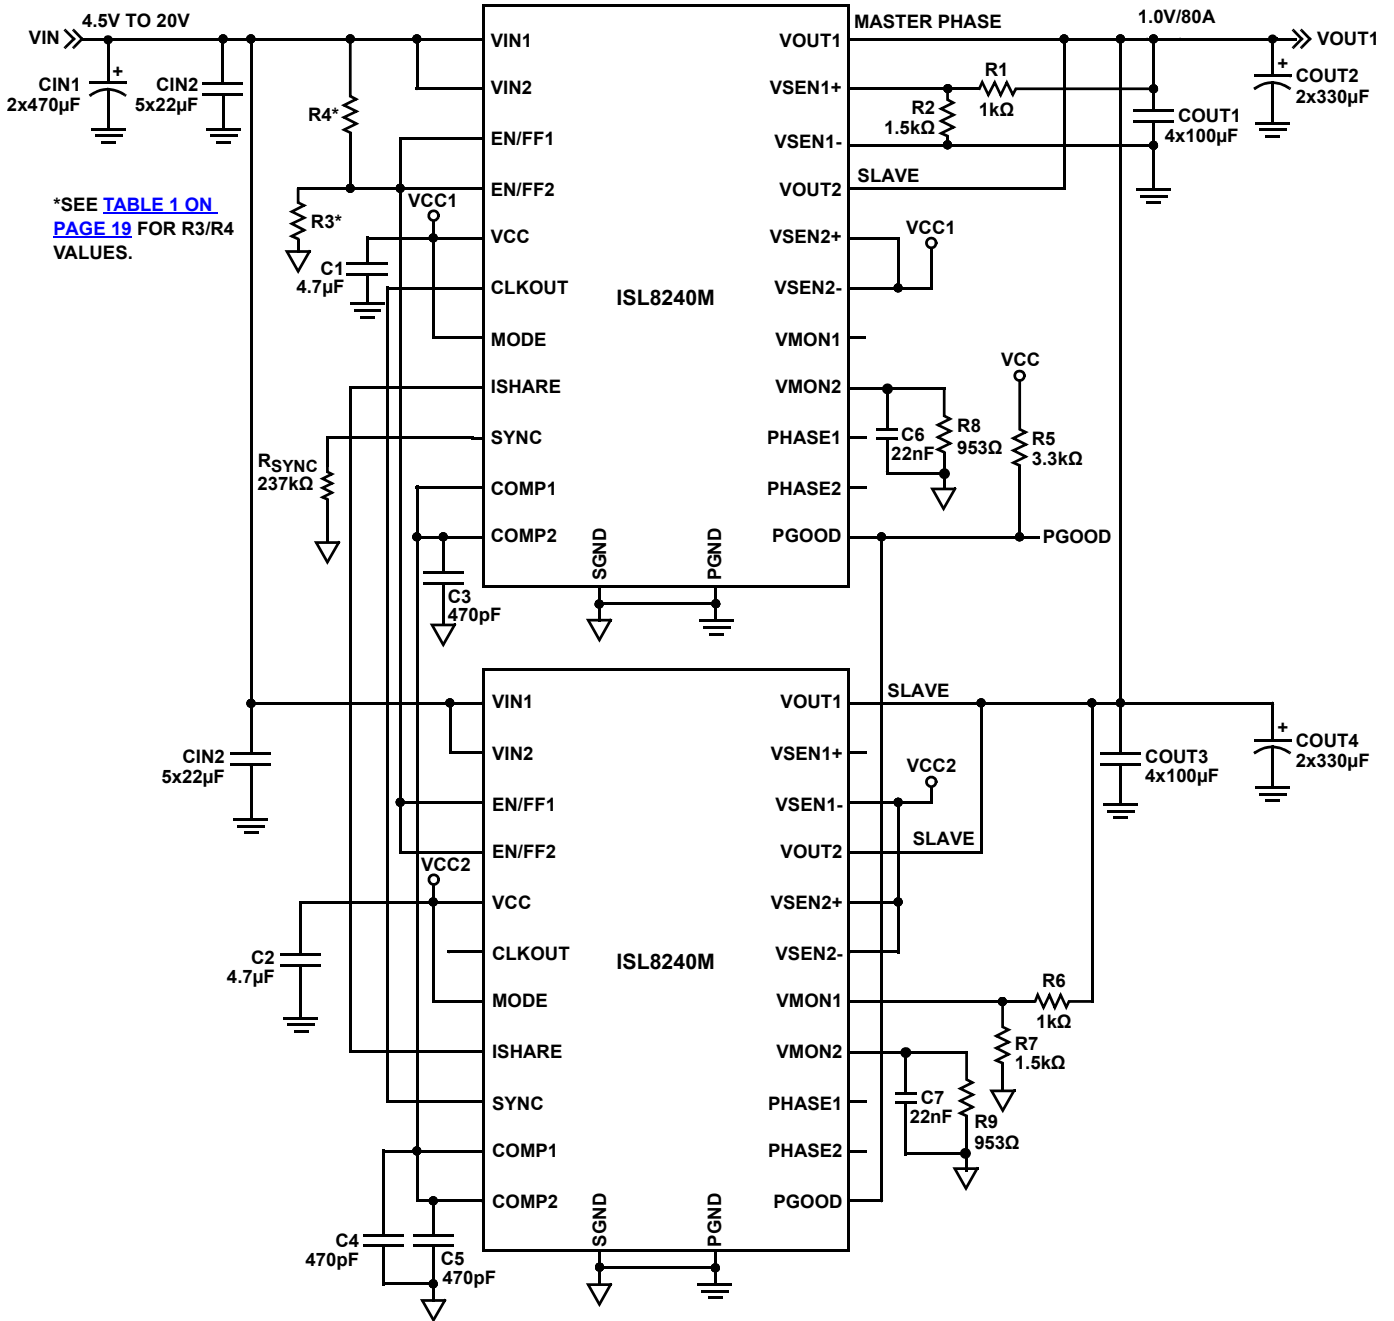 4.5V TO 20V
VIN
CIN1
2x470µF
CIN2
5x22µF
R4*
R3*
*SEE TABLE 1 ON
PAGE 19 FOR R3/R4
VALUES.
VCC1
C1
4.7µF
RSYNC
237kΩ
C3
470pF
VIN1
VIN2
EN/FF1
EN/FF2
VCC
CLKOUT
MODE
ISHARE
SYNC
COMP1
COMP2
ISL8240M
SGND
PGND
VOUT1
VSEN1+
VSEN1-
VOUT2
VSEN2+
VSEN2-
VMON1
VMON2
PHASE1
PHASE2
PGOOD
MASTER PHASE
1.0V/80A
VOUT1
R1
1kΩ
R2
1.5kΩ
COUT1
4x100µF
COUT2
2x330µF
SLAVE
VCC1
VCC
C6
22nF
R8
953Ω
R5
3.3kΩ
PGOOD
CIN2
5x22µF
VCC2
C2
4.7µF
C4
470pF
C5
470pF
VIN1
VIN2
EN/FF1
EN/FF2
VCC
CLKOUT
MODE
ISHARE
SYNC
COMP1
COMP2
ISL8240M
SGND
PGND
VOUT1
VSEN1+
VSEN1-
VOUT2
VSEN2+
VSEN2-
VMON1
VMON2
PHASE1
PHASE2
PGOOD
SLAVE
VCC2
SLAVE
COUT3
4x100µF
COUT4
2x330µF
R6
1kΩ
R7
1.5kΩ
C7
22nF
R9
953Ω